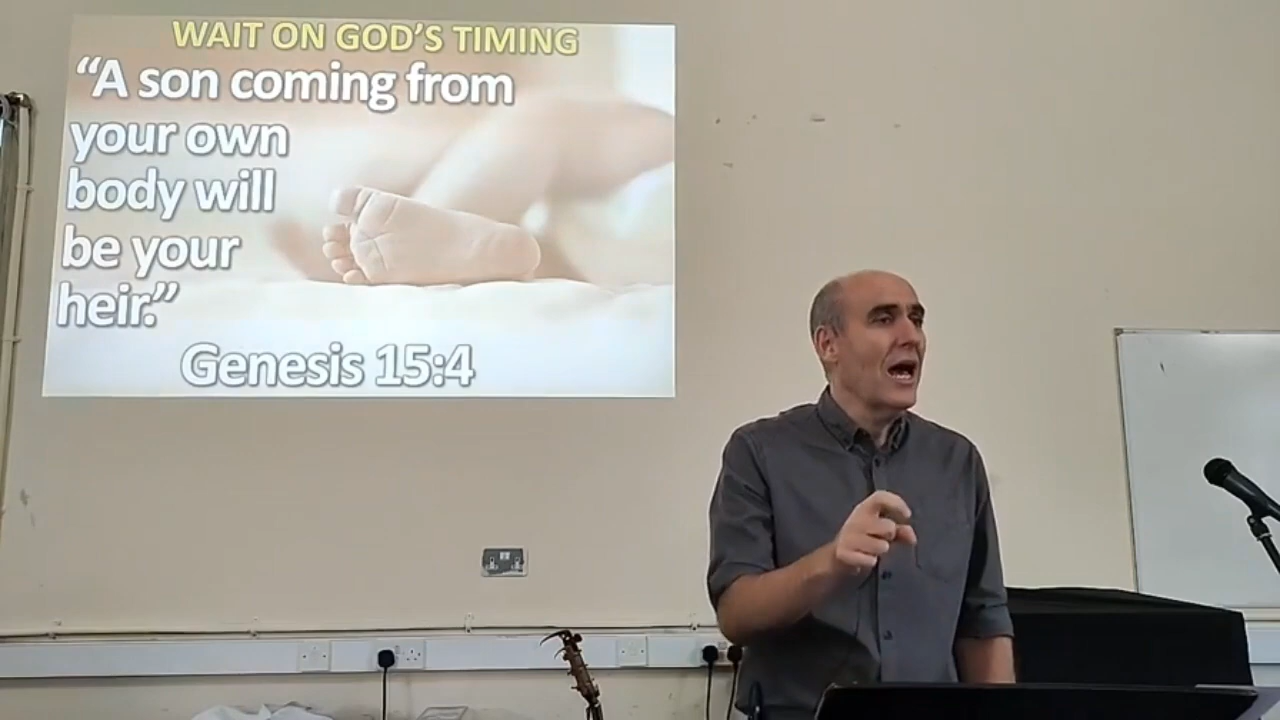 WAIT ON GOD'S TIMING
“A son coming from
your own
body will
be your
heir.”
Genesis 15:4